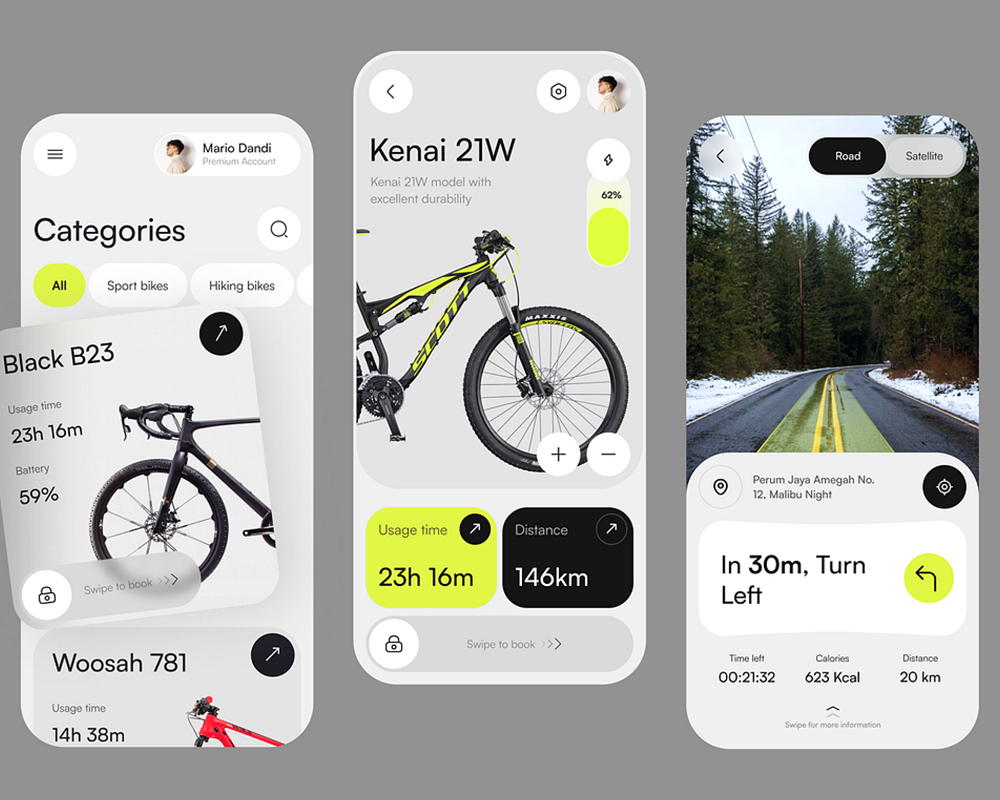 Mario Dandi
Premium Account
Categories
All
Sport bikes
Hiking bikes
Black B23
Usage time
23h 16m
Battery
59%
Swipe to book
Woosah 781
Usage time
14h 38m
Kenai 21W
Kenai 21W model with
excellent durability
62%
SCOTT
MAXXIS
Usage time
23h 16m
Distance
146km
Swipe to book
Road
Satellite
Perum Jaya Amegah No.
12, Malibu Night
In 30m, Turn
Left
Time left
00:21:32
Calories
623 Kcal
Distance
20 km
Swipe for more information